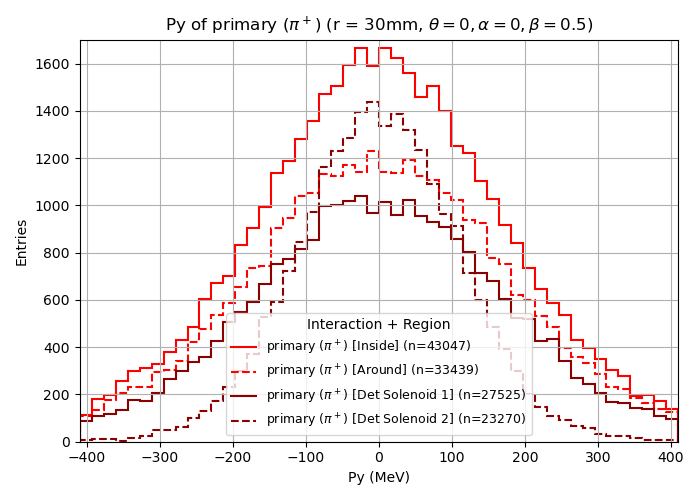 Py of primary (π⁺) (r = 30mm, θ = 0, α = 0, β = 0.5)
Entries
1600
1400
1200
1000
800
600
400
200
0
Interaction + Region
primary (π⁺) [Inside] (n=43047)
primary (π⁺) [Around] (n=33439)
primary (π⁺) [Det Solenoid 1] (n=27525)
primary (π⁺) [Det Solenoid 2] (n=23270)
−400 −300 −200 −100 0 100 200 300 400
Py (MeV)